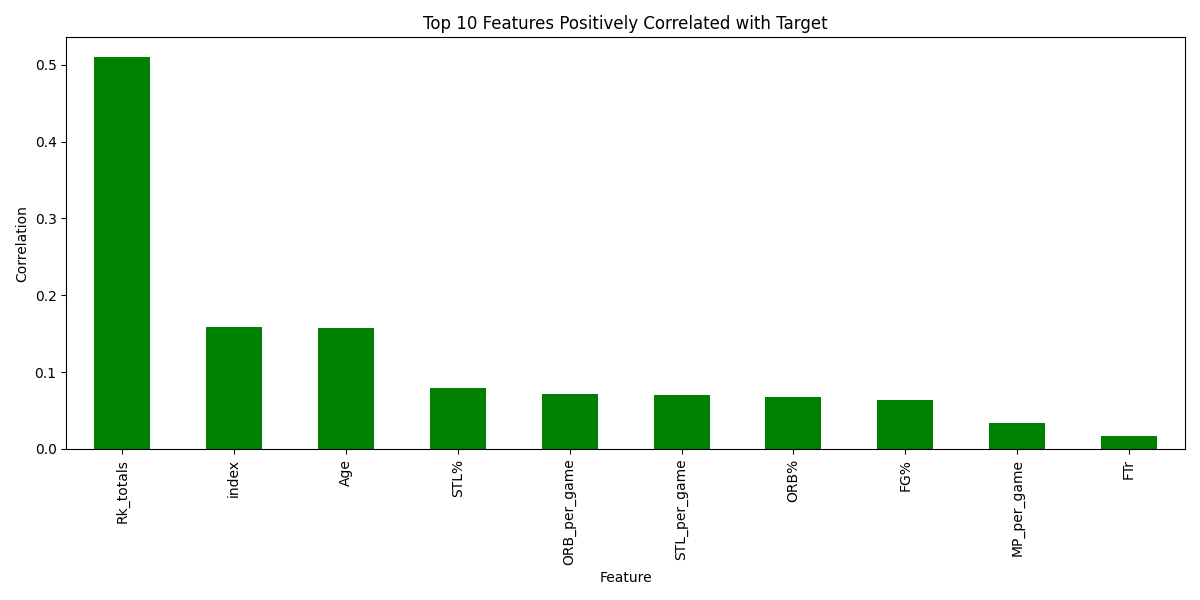 Top 10 Features Positively Correlated with Target
Correlation
0.5
0.4
0.3
0.2
0.1
0.0
Rk_totals
index
Age
STL%
ORB_per_game
STL_per_game
ORB%
FG%
MP_per_game
FTr
Feature